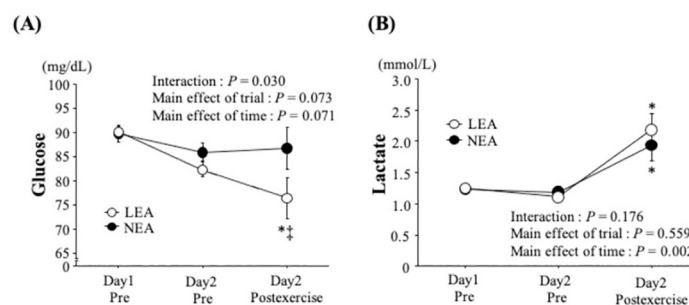 (A)
(mg/dL)
Interaction : P = 0.030
Main effect of trial : P = 0.073
Main effect of time : P = 0.071
Glucose
100
95
90
85
80
75
70
65
0
LEA
NEA
*‡
Day1 Pre
Day2 Pre
Day2 Postexercise
(B)
(mmol/L)
Lactate
3.0
2.5
2.0
1.5
1.0
0.5
0
LEA
NEA
*
*
Interaction : P = 0.176
Main effect of trial : P = 0.559
Main effect of time : P = 0.002
Day1 Pre
Day2 Pre
Day2 Postexercise